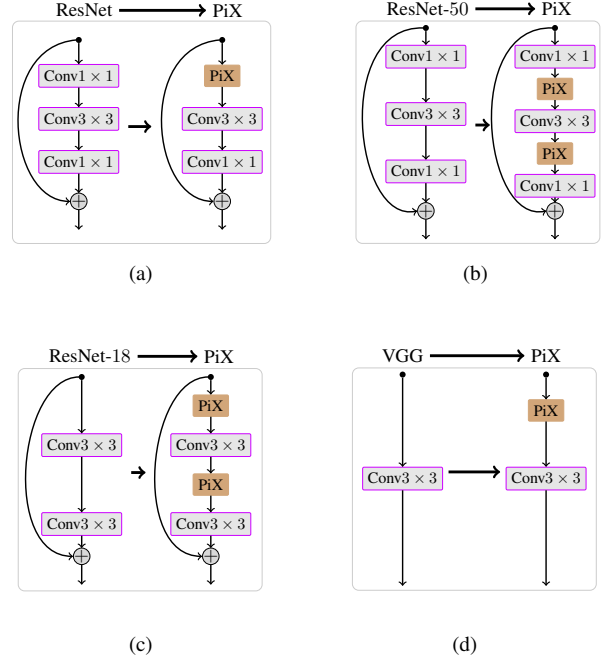 ResNet PiX
Conv1 × 1
Conv3 × 3
Conv1 × 1
PiX
Conv3 × 3
Conv1 × 1
(a)
ResNet-50 PiX
Conv1 × 1
Conv3 × 3
Conv1 × 1
Conv1 × 1
PiX
Conv3 × 3
PiX
Conv1 × 1
(b)
ResNet-18 PiX
Conv3 × 3
Conv3 × 3
PiX
Conv3 × 3
PiX
Conv3 × 3
(c)
VGG PiX
Conv3 × 3
PiX
Conv3 × 3
(d)